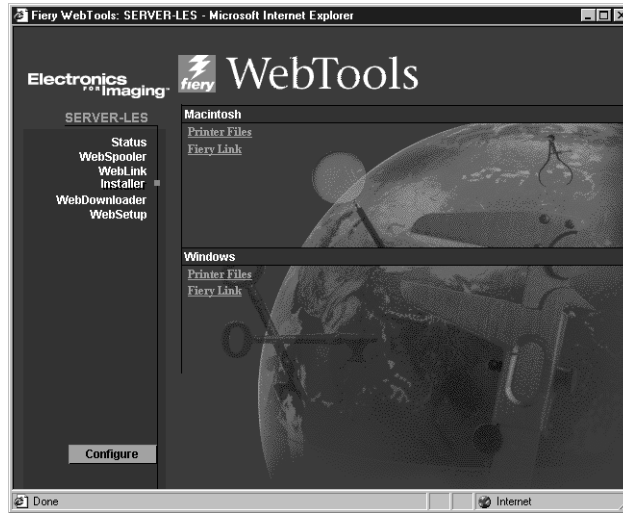 Fiery WebTools: SERVER-LES - Microsoft Internet Explorer
Electronics
FOR Imaging™
fiery
WebTools
SERVER-LES
Status
WebSpooler
WebLink
Installer
WebDownloader
WebSetup
Configure
Macintosh
Printer Files
Fiery Link
Windows
Printer Files
Fiery Link
Done
Internet